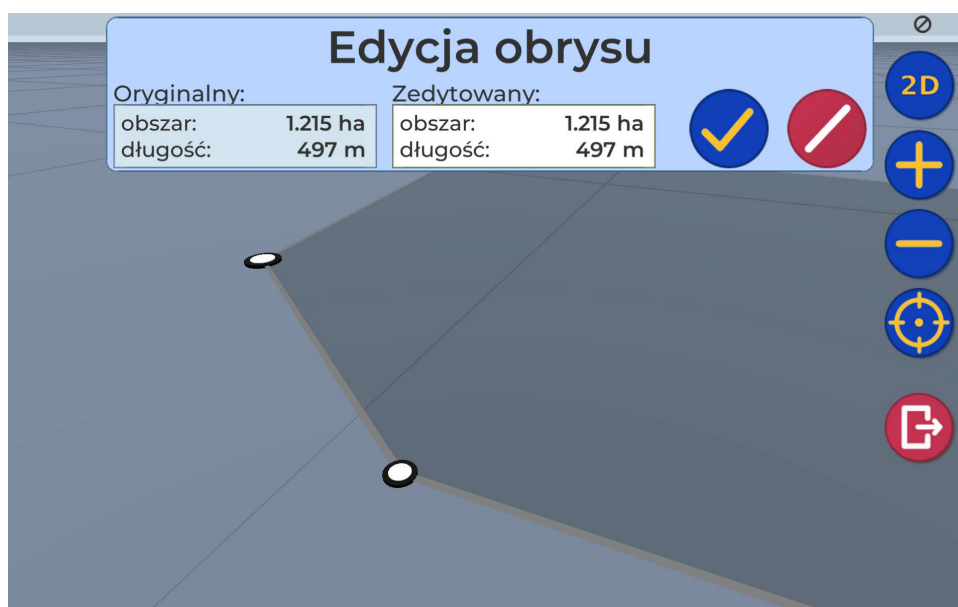 Edycja obrysu
Oryginalny:
obszar: 1.215 ha
długość: 497 m
Zedytowany:
obszar: 1.215 ha
długość: 497 m
2D